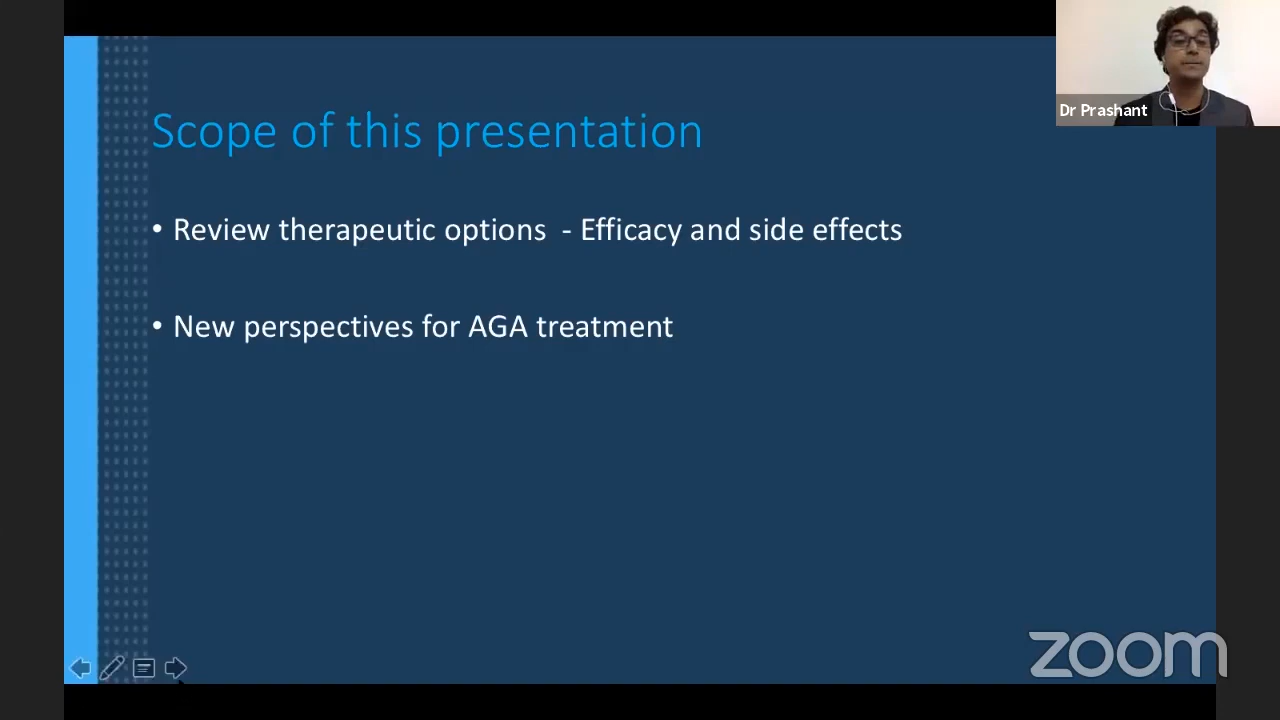 Dr Prashant
Scope of this presentation
• Review therapeutic options - Efficacy and side effects
• New perspectives for AGA treatment
zoom